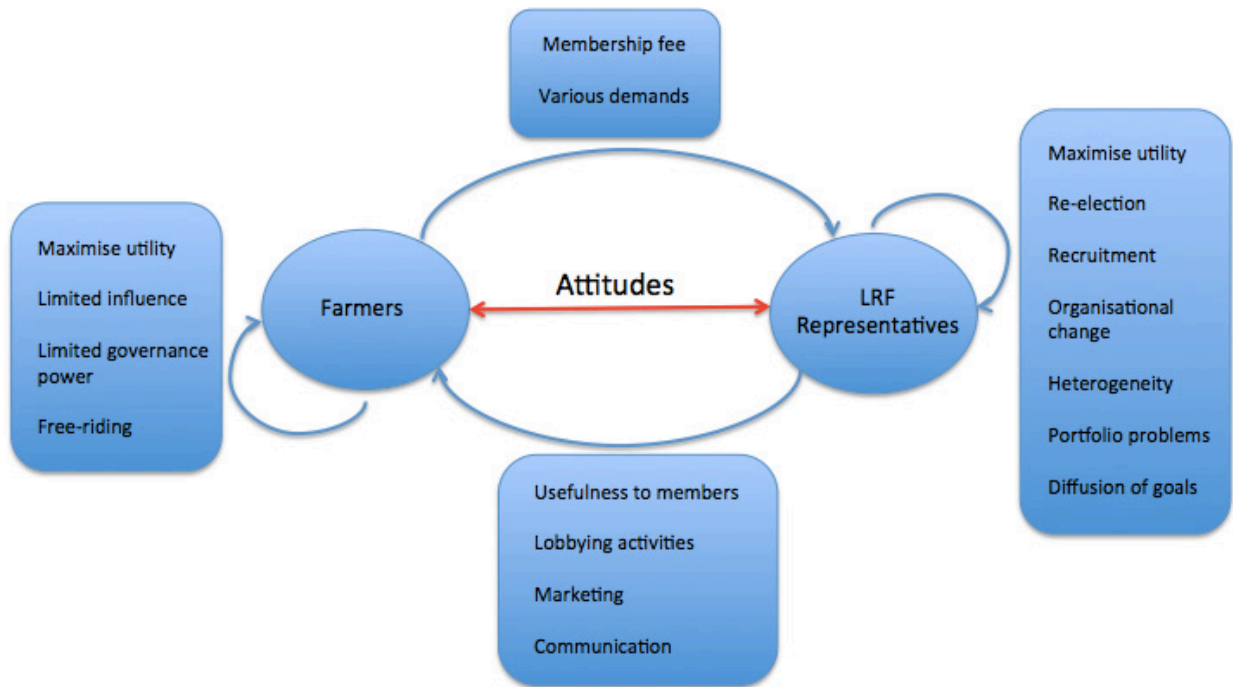 Membership fee
Various demands
Maximise utility
Limited influence
Limited governance
power
Free-riding
Farmers
Attitudes
LRF
Representatives
Maximise utility
Re-election
Recruitment
Organisational
change
Heterogeneity
Portfolio problems
Diffusion of goals
Usefulness to members
Lobbying activities
Marketing
Communication